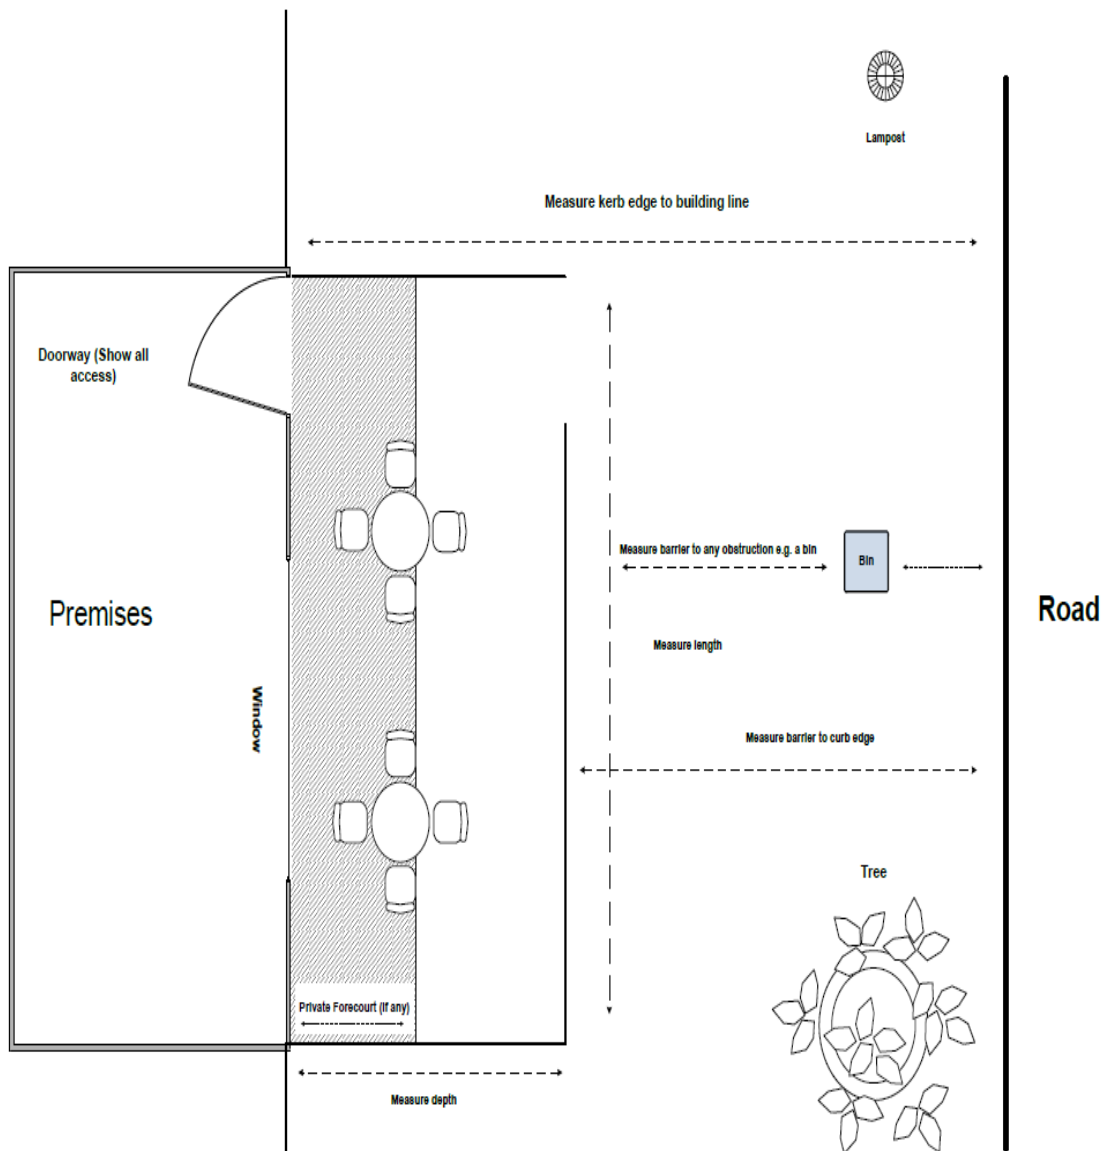 Lampost
Measure kerb edge to building line
Doorway (Show all
access)
Measure barrier to any obstruction e.g. a bin
Bin
Premises
Road
Measure length
Window
Measure barrier to curb edge
Tree
Private Forecourt (if any)
Measure depth